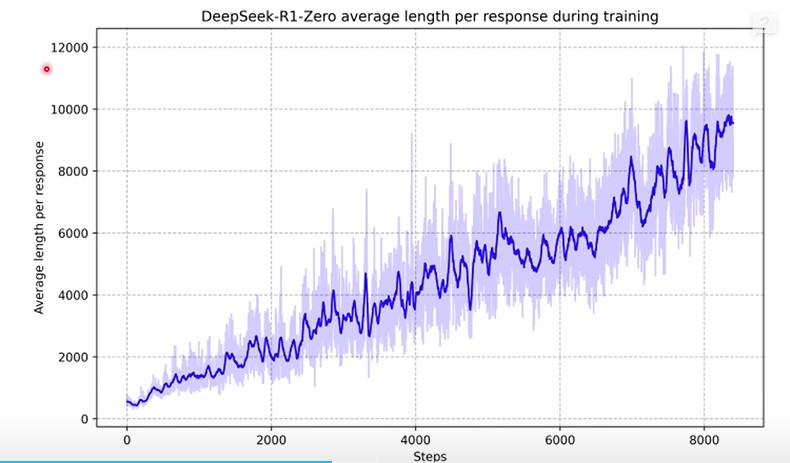 DeepSeek-R1-Zero average length per response during training
?
Average length per response
12000
10000
8000
6000
4000
2000
0
0 2000 4000 6000 8000
Steps